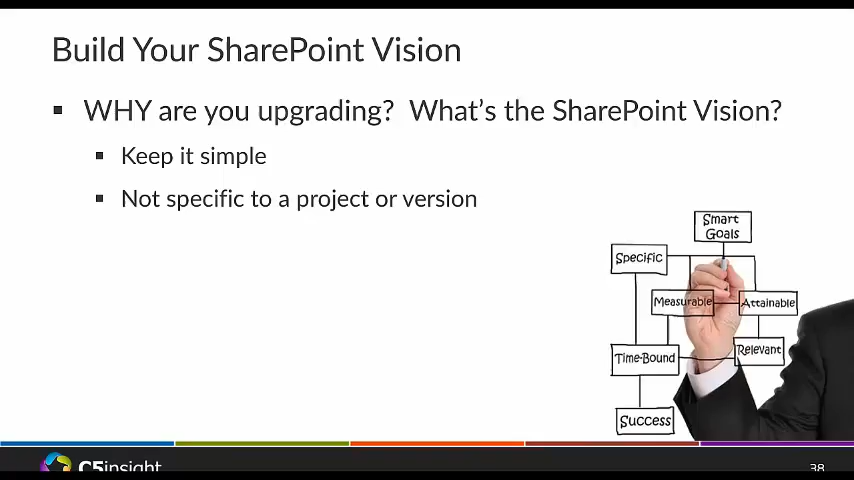 Build Your SharePoint Vision
WHY are you upgrading? What's the SharePoint Vision?
Keep it simple
Not specific to a project or version
Smart
Goals
Specific
Measurable
Attainable
Time-Bound
Relevant
Success
C5insight
38